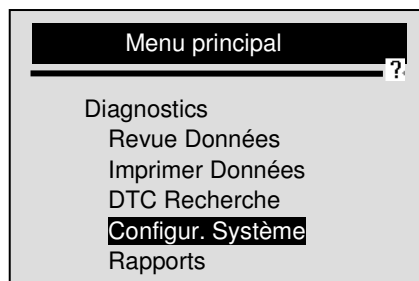 Menu principal
?
Diagnostics
Revue Données
Imprimer Données
DTC Recherche
Configur. Système
Rapports